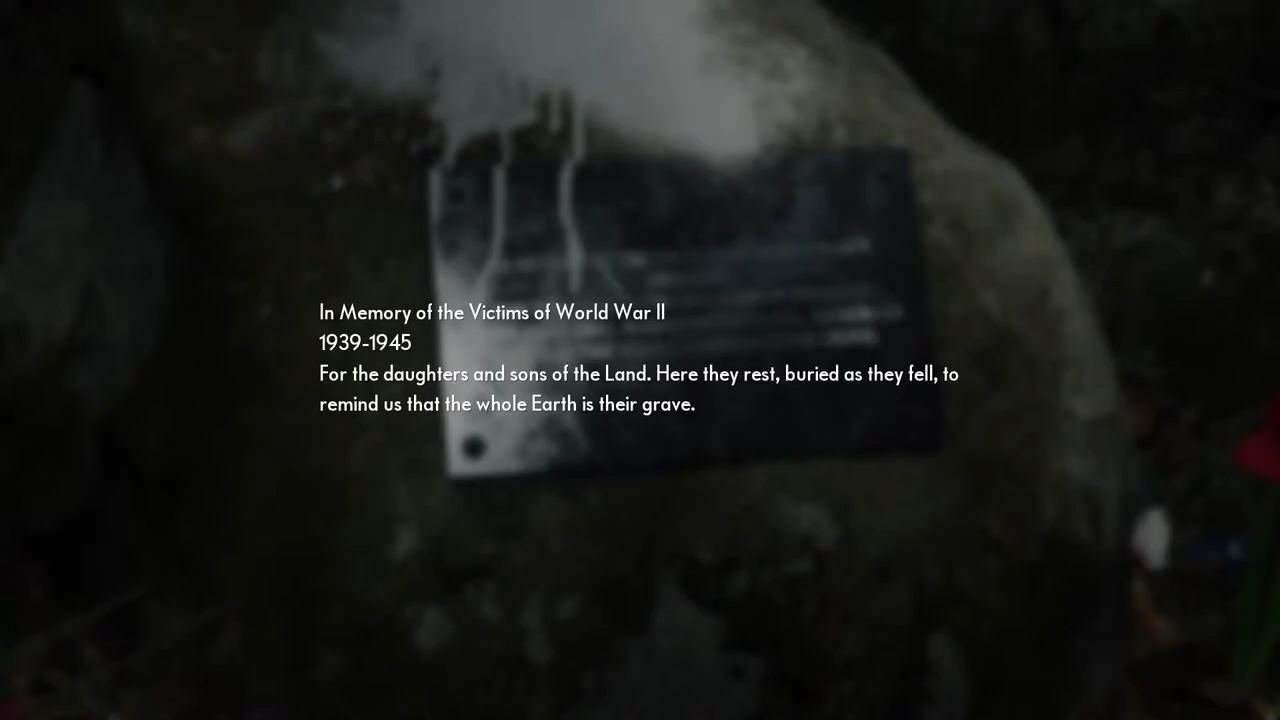 In Memory of the Victims of World War II
1939-1945
For the daughters and sons of the Land. Here they rest, buried as they fell, to
remind us that the whole Earth is their grave.